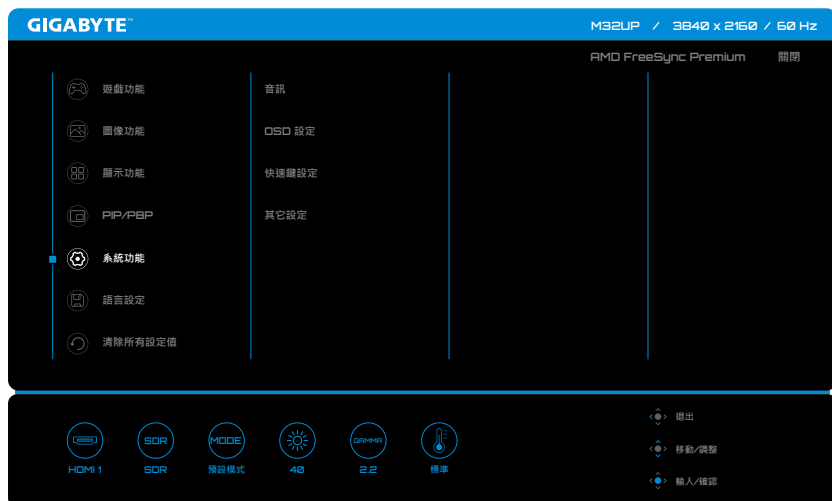 GIGABYTE™
M32UP / 3840 x 2160 / 60 Hz
AMD FreeSync Premium 關閉
遊戲功能
圖像功能
顯示功能
PIP/PBP
系統功能
語言設定
清除所有設定值
音訊
OSD 設定
快速鍵設定
其它設定
HDMI 1
SDR
SDR
MODE
預設模式
40
GAMMA
2.2
標準
退出
移動/調整
輸入/確認